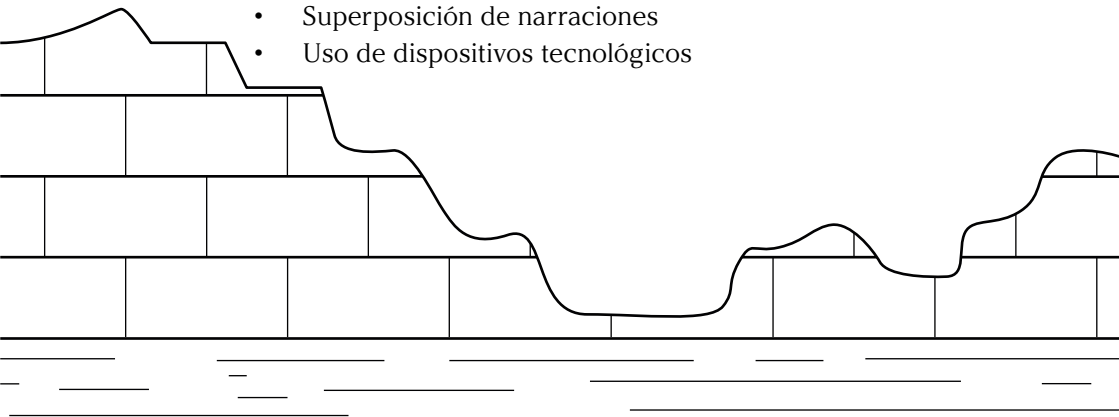 • Superposición de narraciones
• Uso de dispositivos tecnológicos